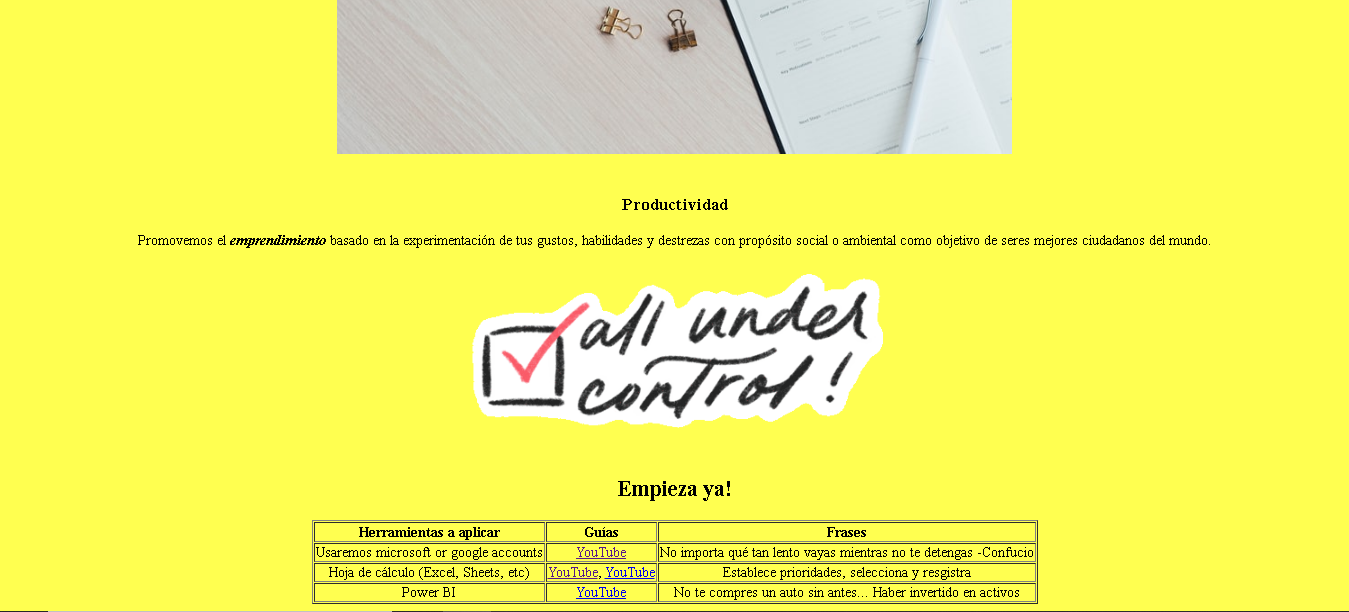 Productividad
Promovemos el emprendimiento basado en la experimentación de tus gustos, habilidades y destrezas con propósito social o ambiental como objetivo de seres mejores ciudadanos del mundo.
all under
control!
Empieza ya!
Herramientas a aplicar Guías Frases
Usaremos microsoft or google accounts YouTube No importa qué tan lento vayas mientras no te detengas -Confucio
Hoja de cálculo (Excel, Sheets, etc) YouTube, YouTube Establece prioridades, selecciona y resgistra
Power BI YouTube No te compres un auto sin antes... Haber invertido en activos